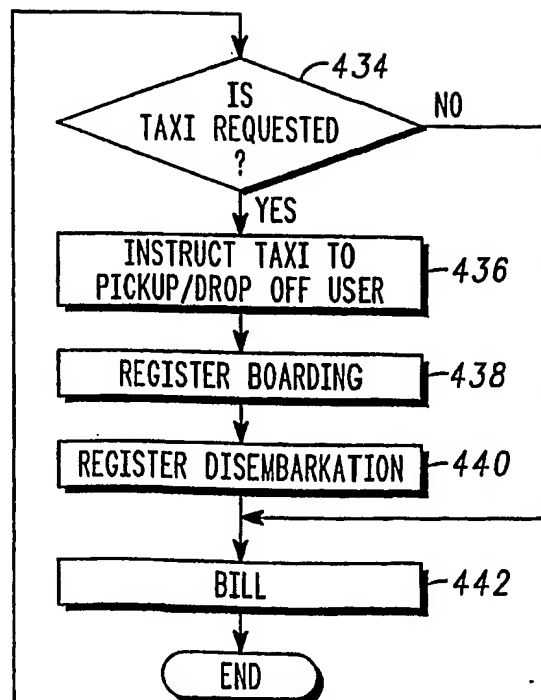 434
IS
TAXI REQUESTED
?
NO
YES
INSTRUCT TAXI TO
PICKUP/DROP OFF USER
436
REGISTER BOARDING
438
REGISTER DISEMBARKATION
440
BILL
442
END